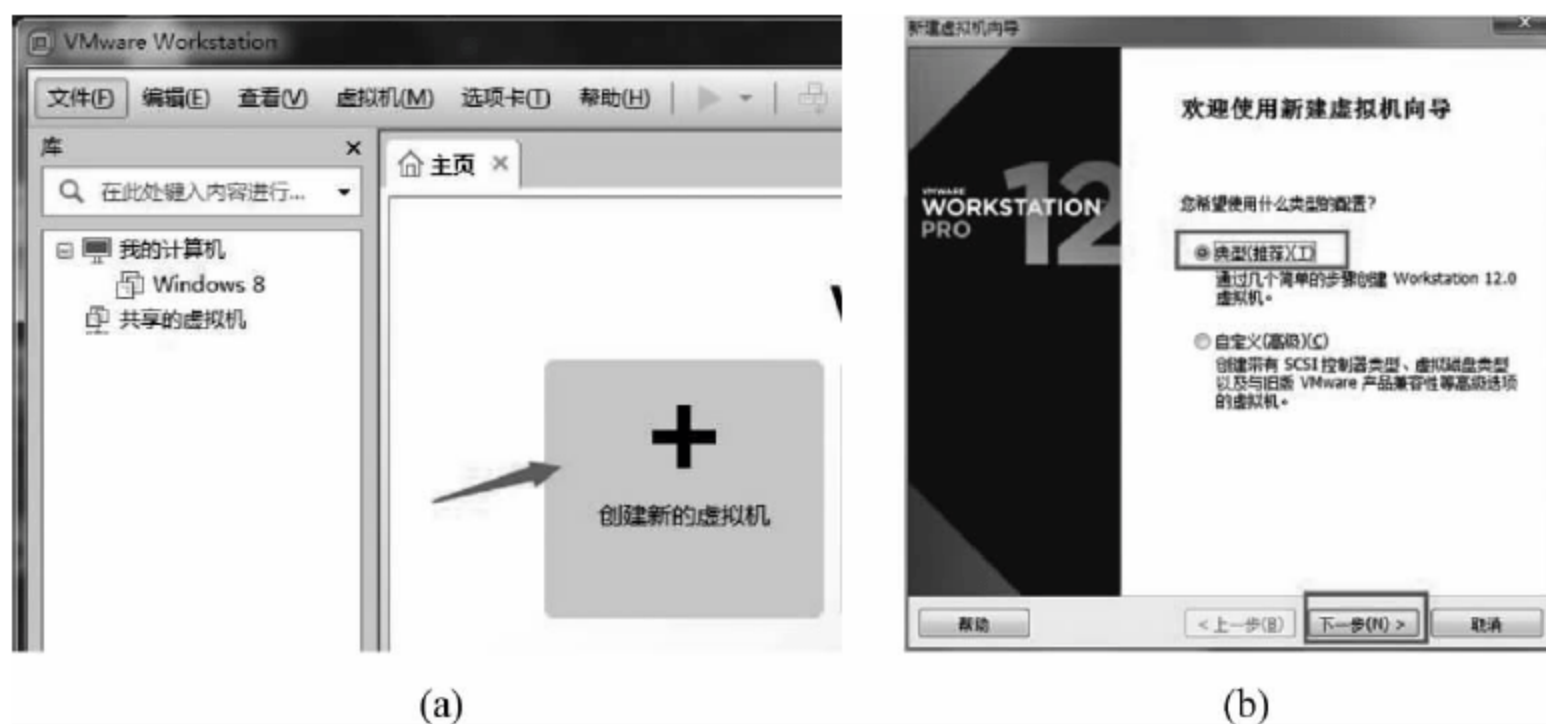 VMware Workstation
文件(F) 编辑(E) 查看(V) 虚拟机(M) 选项卡(T) 帮助(H)
库
在此处键入内容进行...
我的计算机
Windows 8
共享的虚拟机
主页
创建新的虚拟机
(a)
新建虚拟机向导
VMWARE
WORKSTATION
PRO 12
欢迎使用新建虚拟机向导
您希望使用什么类型的配置?
典型(推荐)(T)
通过几个简单的步骤创建 Workstation 12.0
虚拟机。
自定义(高级)(C)
创建带有 SCSI 控制器类型、虚拟磁盘类型
以及与旧版 VMware 产品兼容性等高级选项
的虚拟机。
帮助
<上一步(B)
下一步(N) >
取消
(b)